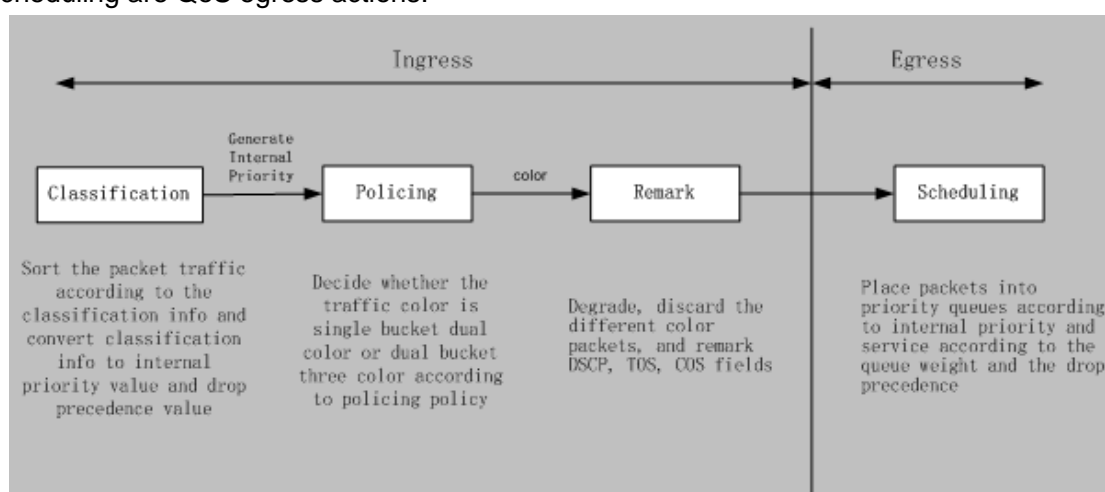 scheduling are QoS egress actions.
Ingress
Egress
Generate
Internal
Priority
color
Classification
Policing
Remark
Scheduling
Sort the packet traffic
according to the
classification info and
convert classification
info to internal
priority value and drop
precedence value
Decide whether the
traffic color is
single bucket dual
color or dual bucket
three color according
to policing policy
Degrade, discard the
different color
packets, and remark
DSCP, TOS, COS fields
Place packets into
priority queues according
to internal priority and
service according to the
queue weight and the drop
precedence